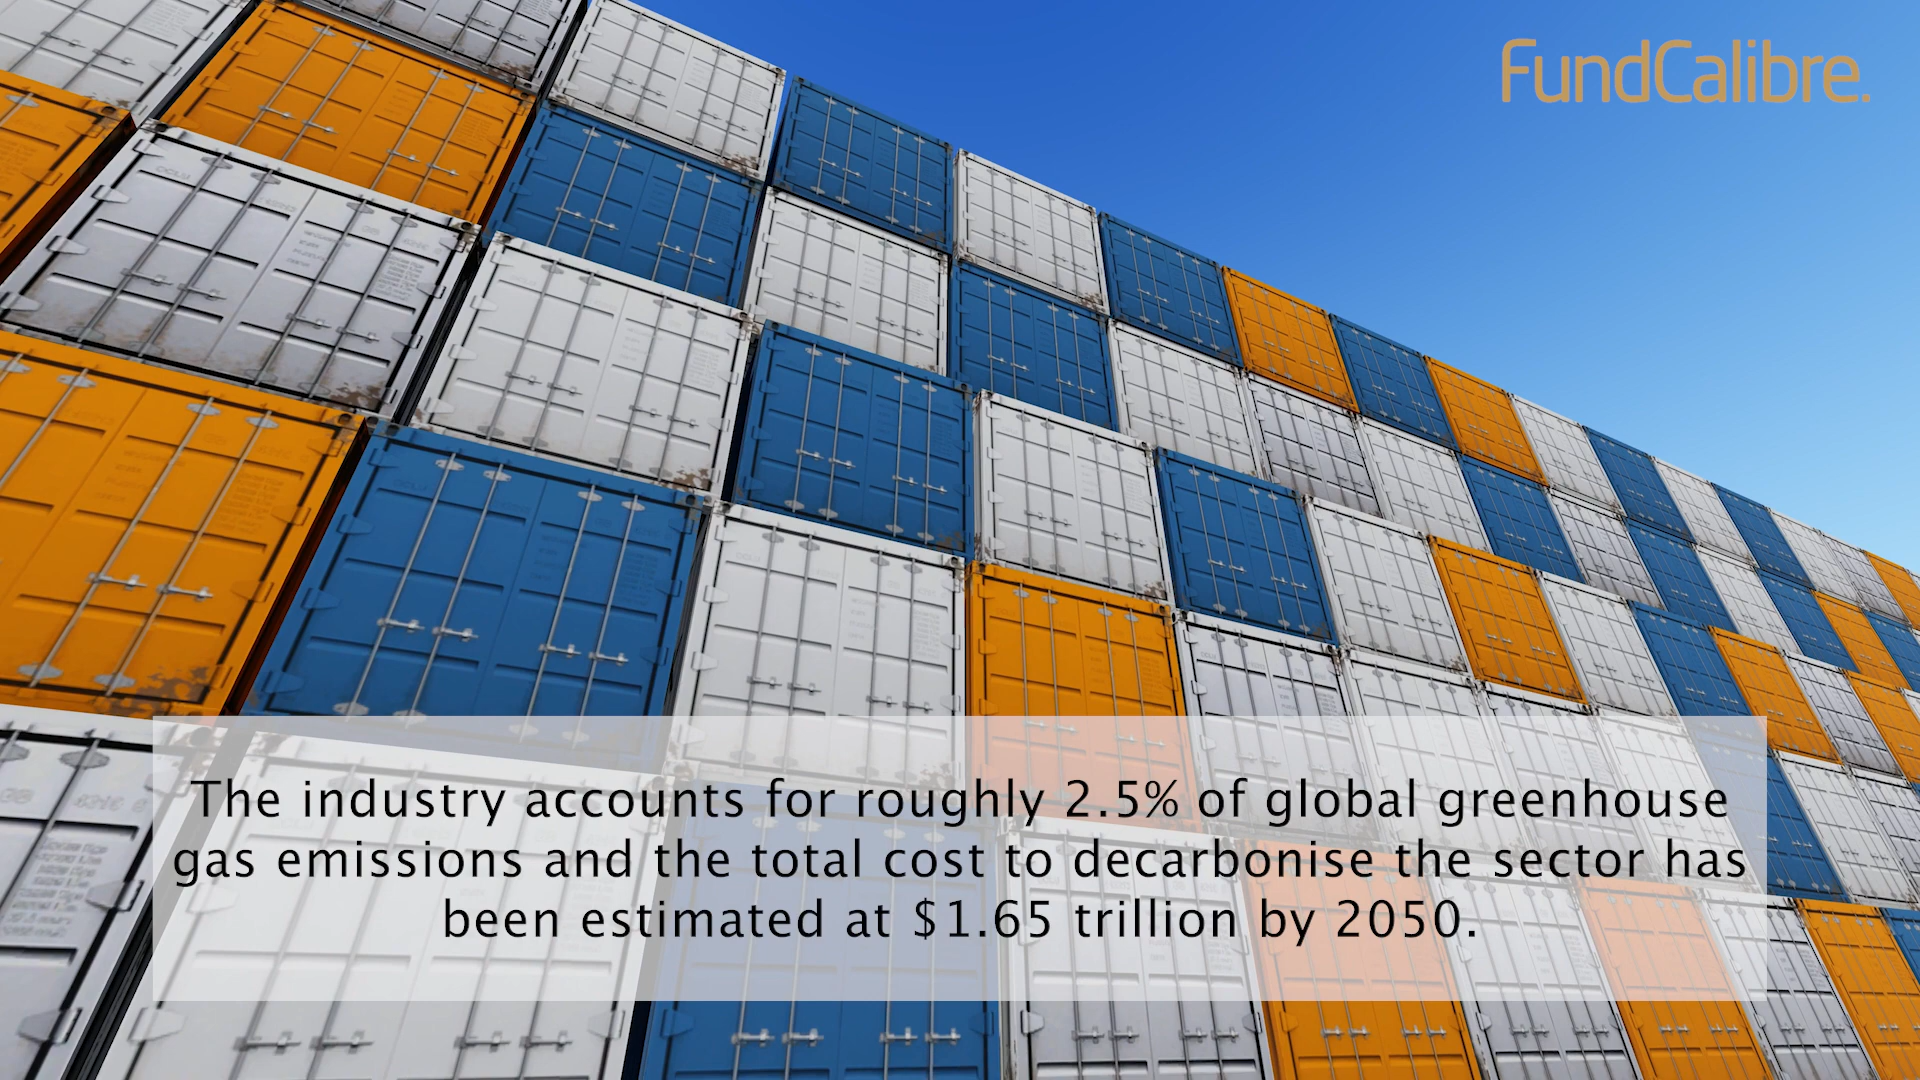 FundCalibre.
The industry accounts for roughly 2.5% of global greenhouse
gas emissions and the total cost to decarbonise the sector has
been estimated at $1.65 trillion by 2050.